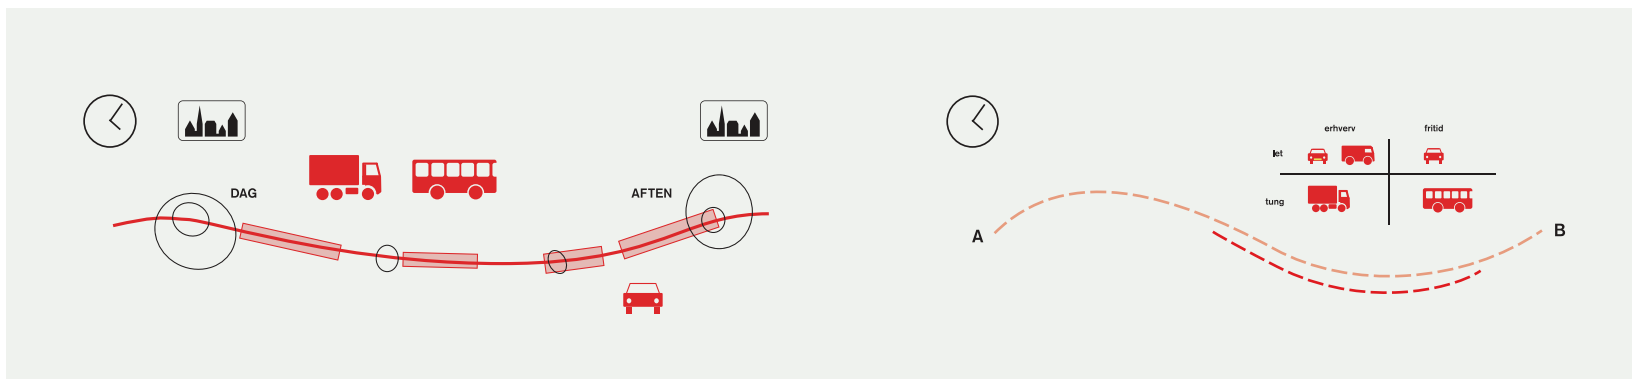 DAG
AFTEN
erhverv
fritid
let
tung
A
B